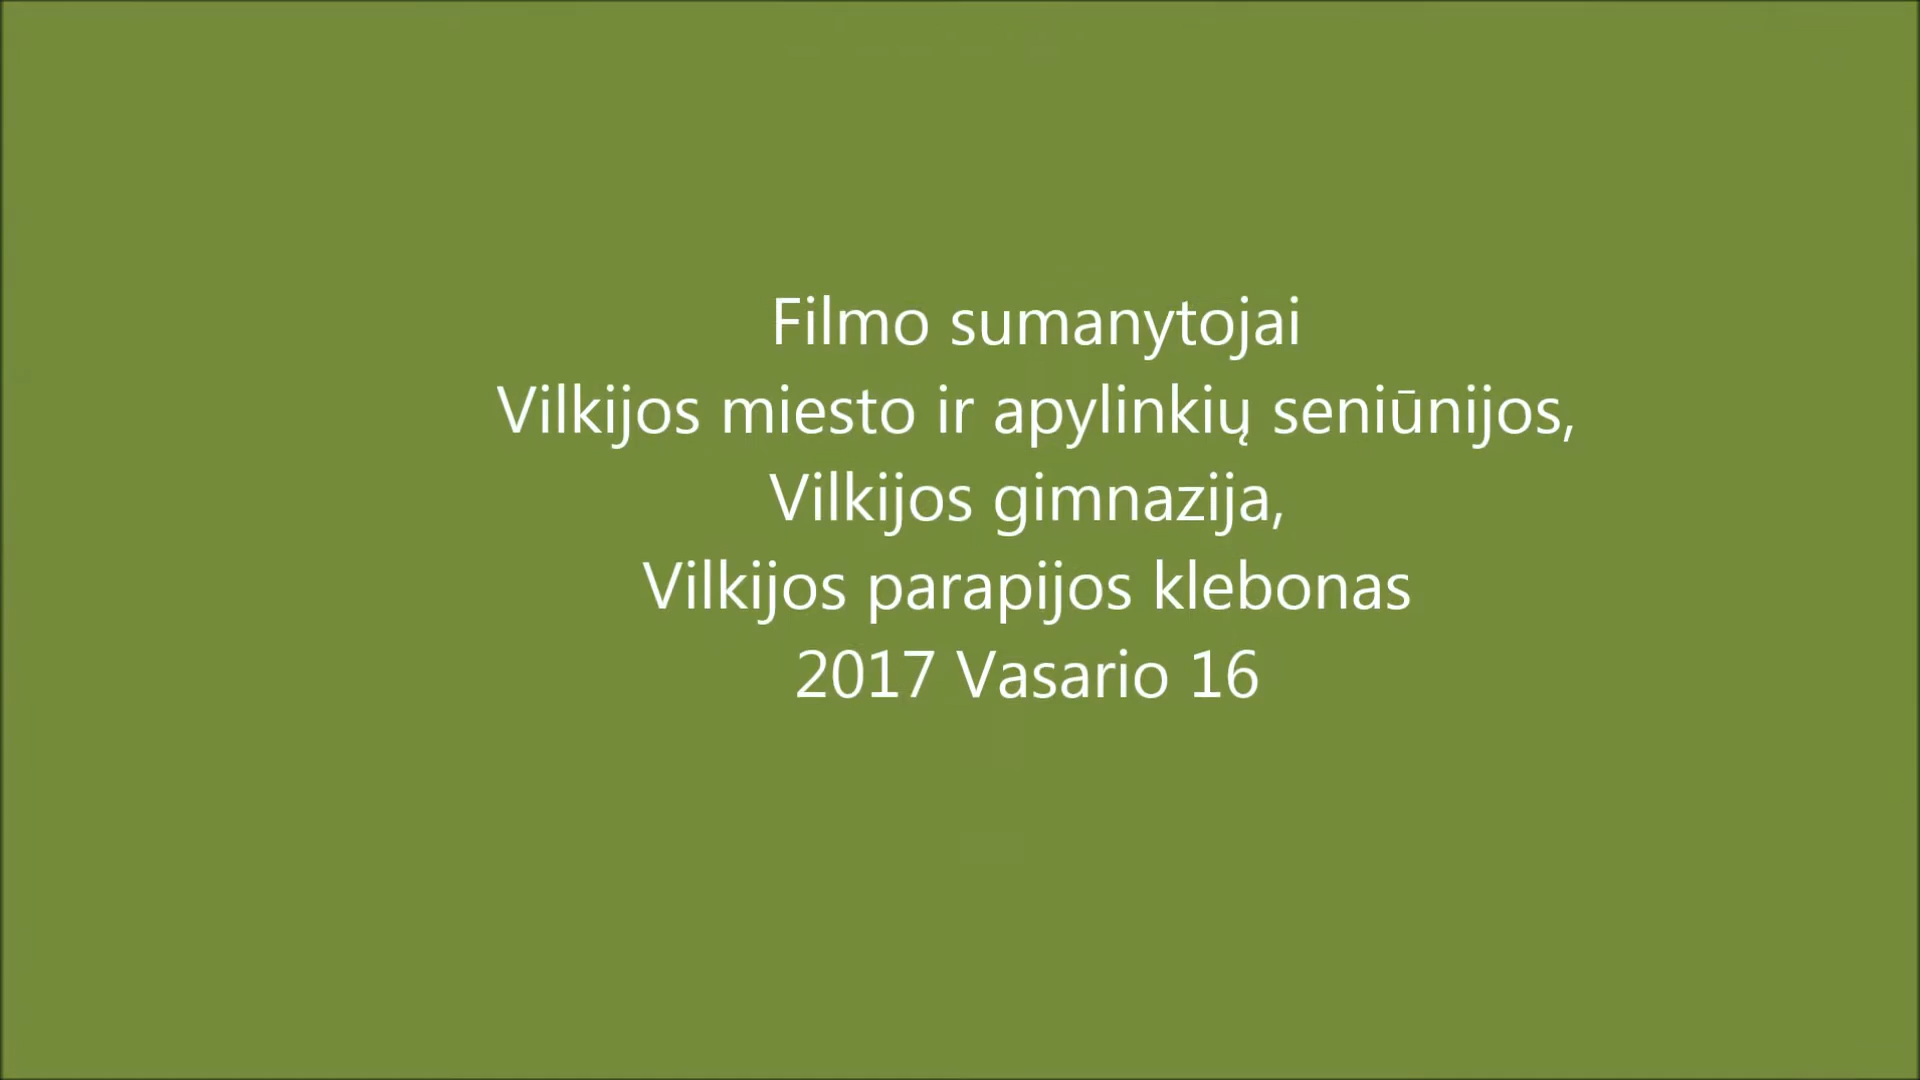 Filmo sumanytojai
Vilkijos miesto ir apylinkių seniūnijos,
Vilkijos gimnazija,
Vilkijos parapijos klebonas
2017 Vasario 16